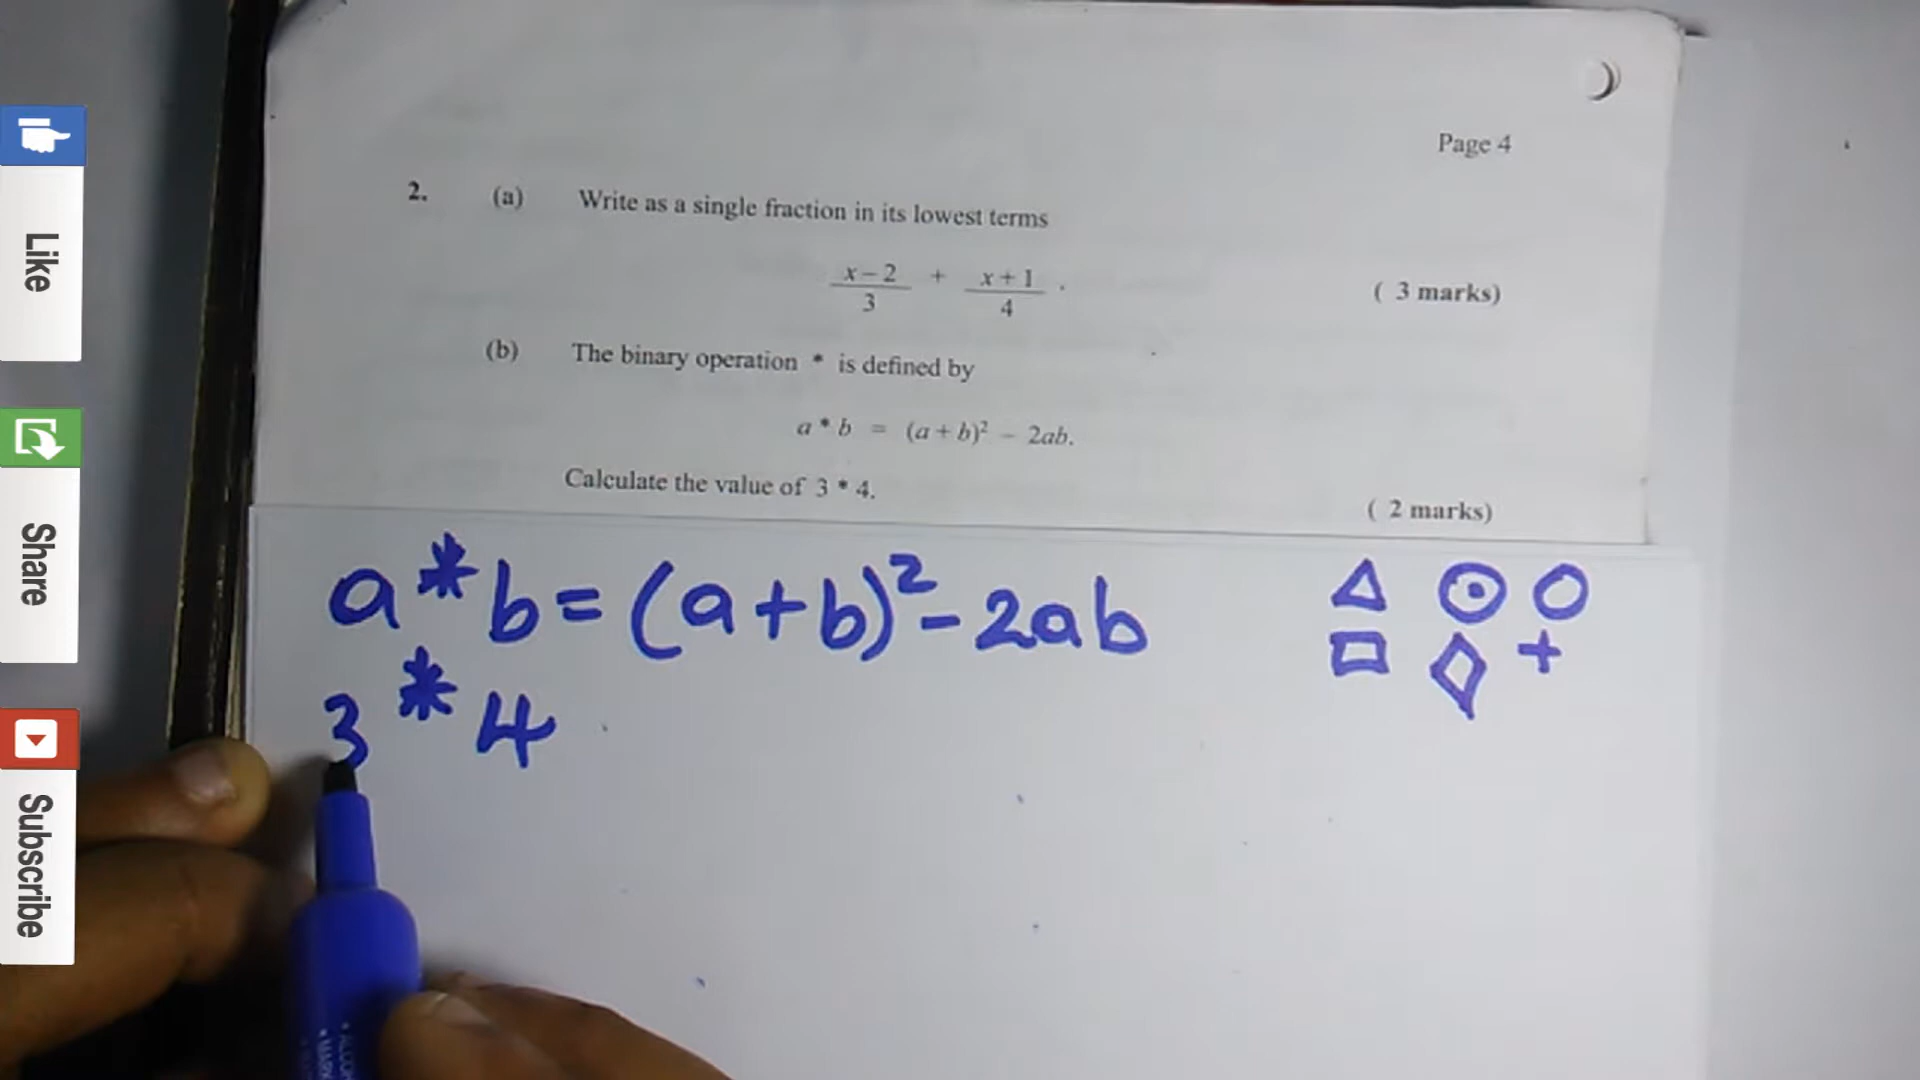 Page 4
2. (a) Write as a single fraction in its lowest terms
x – 2 / 3 + x + 1 / 4 .
( 3 marks)
(b) The binary operation * is defined by
a * b = (a + b)² – 2ab.
Calculate the value of 3 * 4.
( 2 marks)
a * b = (a + b)² - 2ab
3 * 4
Like
Share
Subscribe